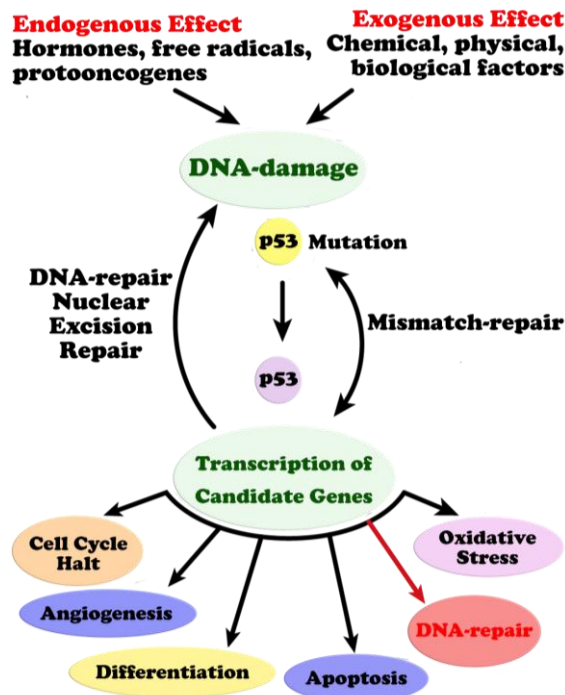 Endogenous Effect
Hormones, free radicals,
protooncogenes
Exogenous Effect
Chemical, physical,
biological factors
DNA-damage
p53 Mutation
DNA-repair
Nuclear
Excision
Repair
Mismatch-repair
p53
Transcription of
Candidate Genes
Cell Cycle
Halt
Oxidative
Stress
Angiogenesis
DNA-repair
Differentiation
Apoptosis